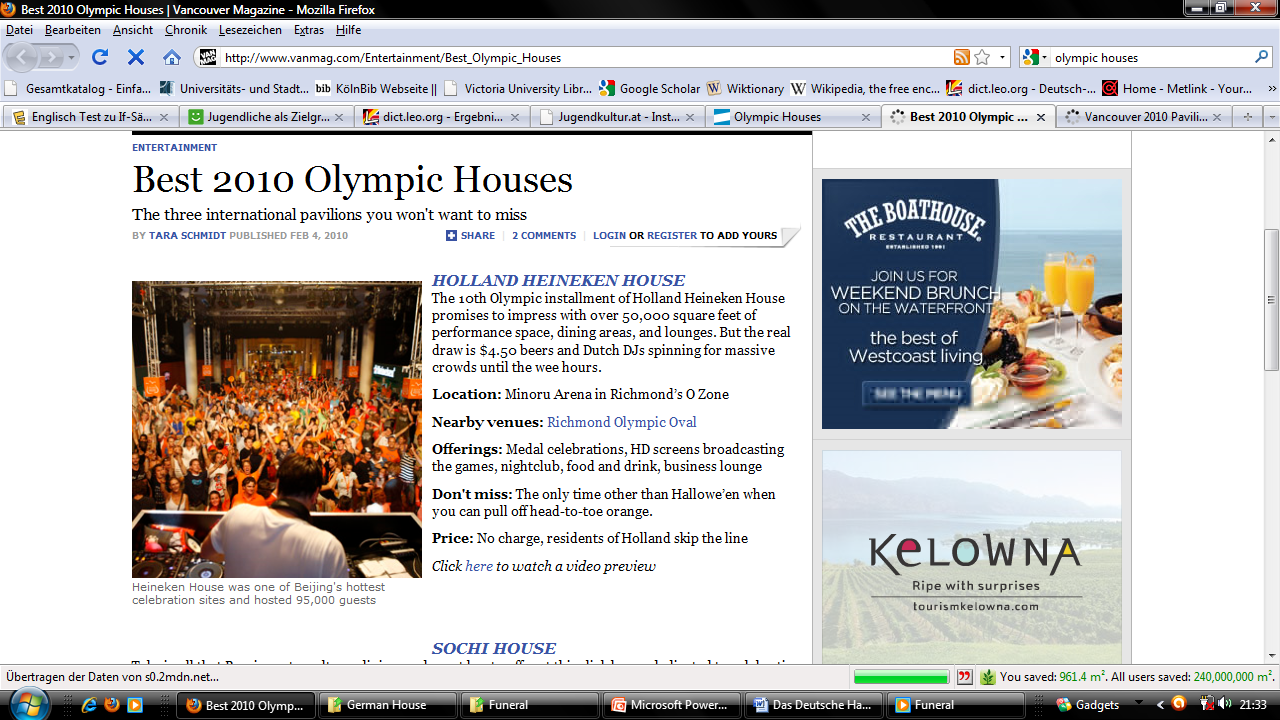 Best 2010 Olympic Houses | Vancouver Magazine - Mozilla Firefox
Datei Bearbeiten Ansicht Chronik Lesezeichen Extras Hilfe
VAN MAG http://www.vanmag.com/Entertainment/Best_Olympic_Houses olympic houses
Gesamtkatalog - Einfa... Universitäts- und Stadt... bib KölnBib Webseite || Victoria University Libr... Google Scholar W Wiktionary W Wikipedia, the free enc... dict.leo.org - Deutsch-... Home - Metlink - Your... »
Englisch Test zu If-Sä... Jugendliche als Zielgr... dict.leo.org - Ergebni... Jugendkultur.at - Inst... Olympic Houses Best 2010 Olympic ... Vancouver 2010 Pavili...
ENTERTAINMENT
Best 2010 Olympic Houses
The three international pavilions you won't want to miss
BY TARA SCHMIDT PUBLISHED FEB 4, 2010
SHARE | 2 COMMENTS | LOGIN OR REGISTER TO ADD YOURS
HOLLAND HEINEKEN HOUSE
The 10th Olympic installment of Holland Heineken House
promises to impress with over 50,000 square feet of
performance space, dining areas, and lounges. But the real
draw is $4.50 beers and Dutch DJs spinning for massive
crowds until the wee hours.
Location: Minoru Arena in Richmond's O Zone
Nearby venues: Richmond Olympic Oval
Offerings: Medal celebrations, HD screens broadcasting
the games, nightclub, food and drink, business lounge
Don't miss: The only time other than Hallowe'en when
you can pull off head-to-toe orange.
Price: No charge, residents of Holland skip the line
Click here to watch a video preview
Heineken House was one of Beijing's hottest
celebration sites and hosted 95,000 guests
SOCHI HOUSE
THE BOATHOUSE
RESTAURANT
ESTABLISHED 1991
JOIN US FOR
WEEKEND BRUNCH
ON THE WATERFRONT
the best of
Westcoast living
SEE THE MENU
KELOWNA
Ripe with surprises
tourismkelowna.com
Übertragen der Daten von s0.2mdn.net... You saved: 961.4 m². All users saved: 240,000,000 m².
Best 2010 Olymp... German House Funeral Microsoft Power... Das Deutsche Ha... Funeral Gadgets 21:33